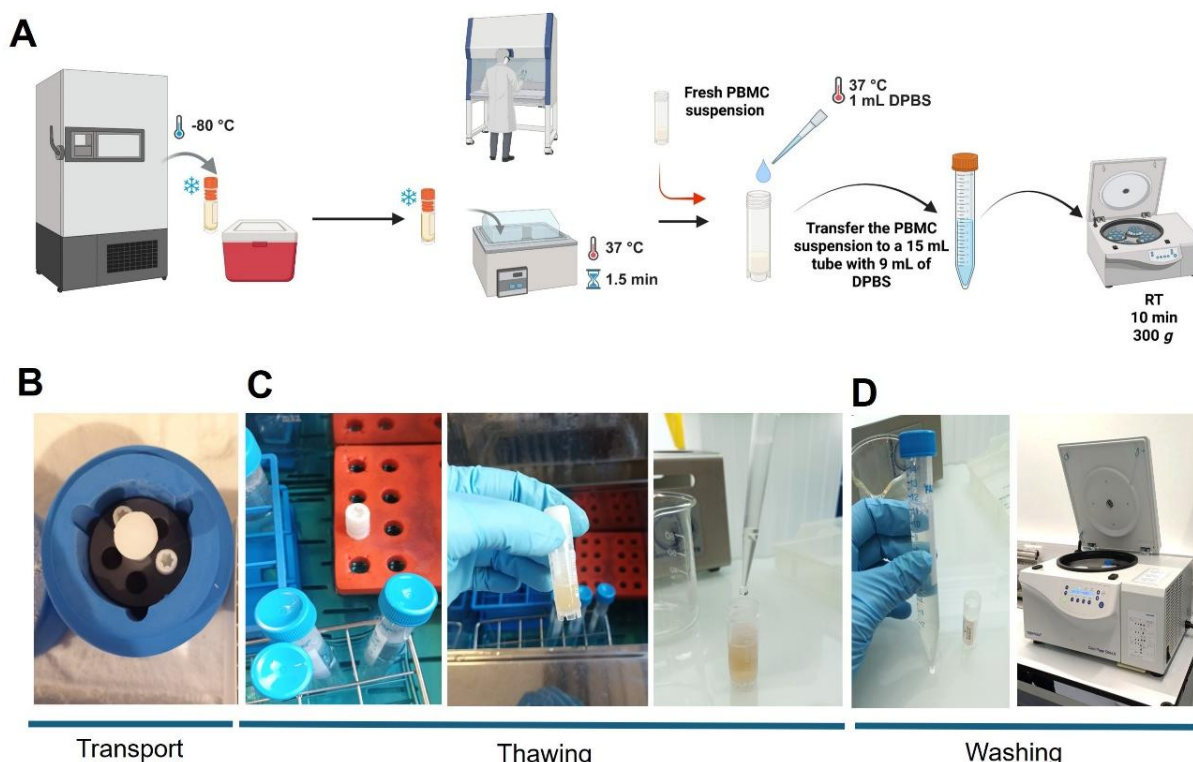 A
-80 °C
37 °C
1.5 min
Fresh PBMC
suspension
37 °C
1 mL DPBS
Transfer the PBMC
suspension to a 15 mL
tube with 9 mL of
DPBS
RT
10 min
300 g
B
C
D
Transport
Thawing
Washing